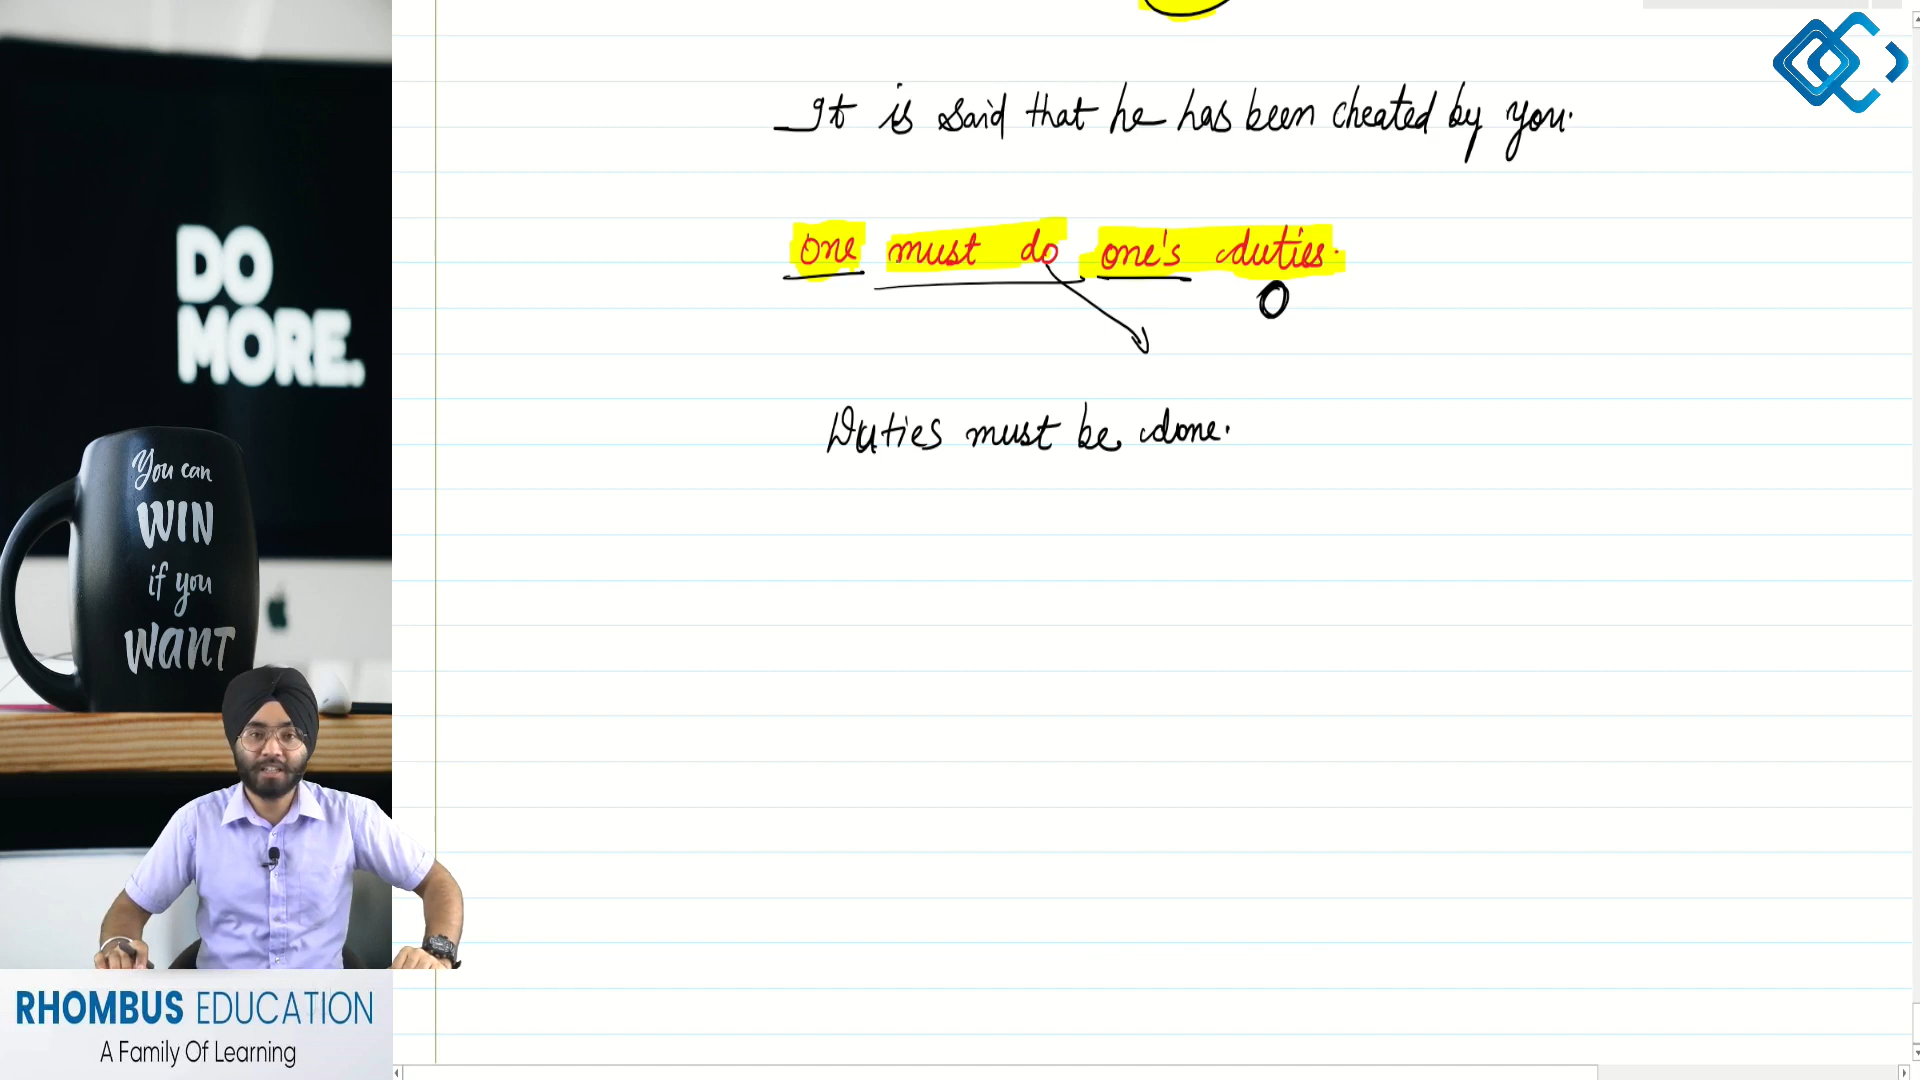 It is said that he has been cheated by you.
one must do one's duties.
O
Duties must be done.
DO
MORE.
You can
WIN
if you
WANT
RHOMBUS EDUCATION
A Family Of Learning